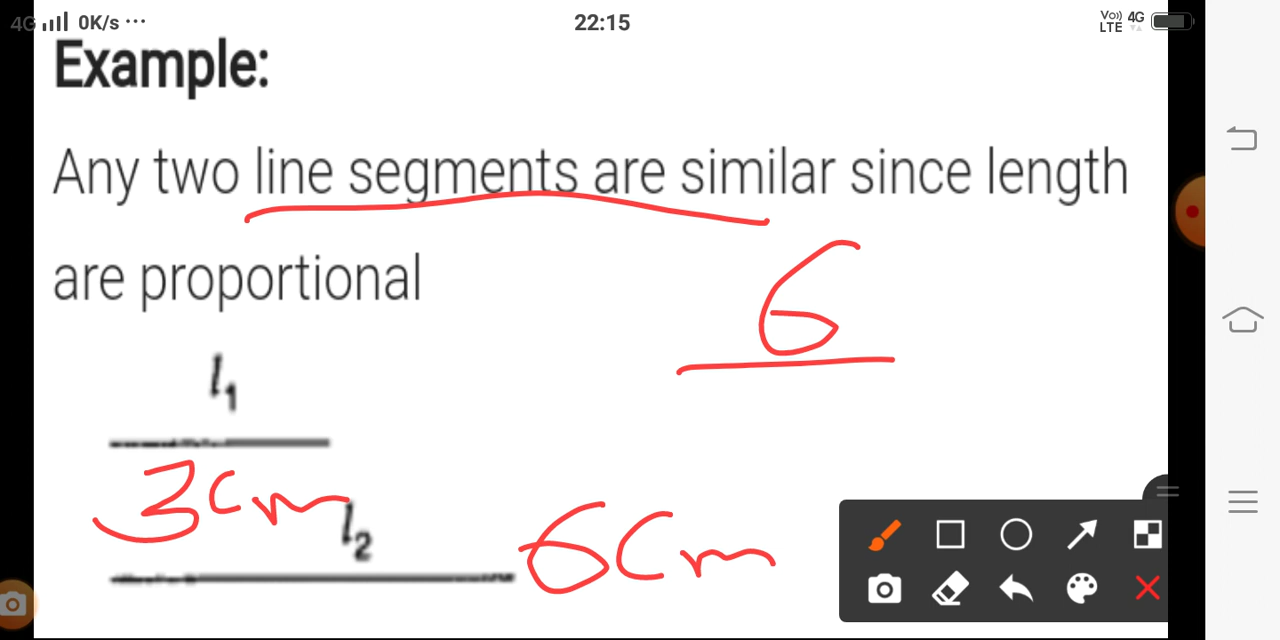 4G 0K/s ... 22:15 Vo)) LTE 4G
Example:
Any two line segments are similar since length
are proportional
6
l1
3cm
l2
6cm